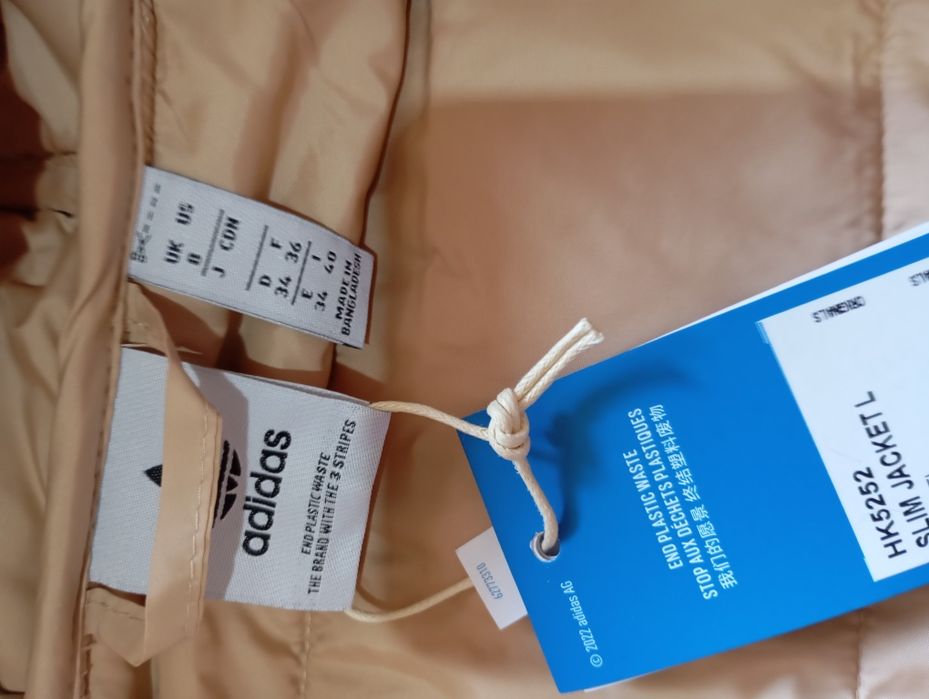 UK US
8
J CDN
D F
34 36
E I
34 40
MADE IN
BANGLADESH
adidas
END PLASTIC WASTE
THE BRAND WITH THE 3 STRIPES
62773310
© 2022 adidas AG
END PLASTIC WASTE
STOP AUX DÉCHETS PLASTIQUES
我们的愿景 终结塑料废物
HK5252
SLIM JACKET L